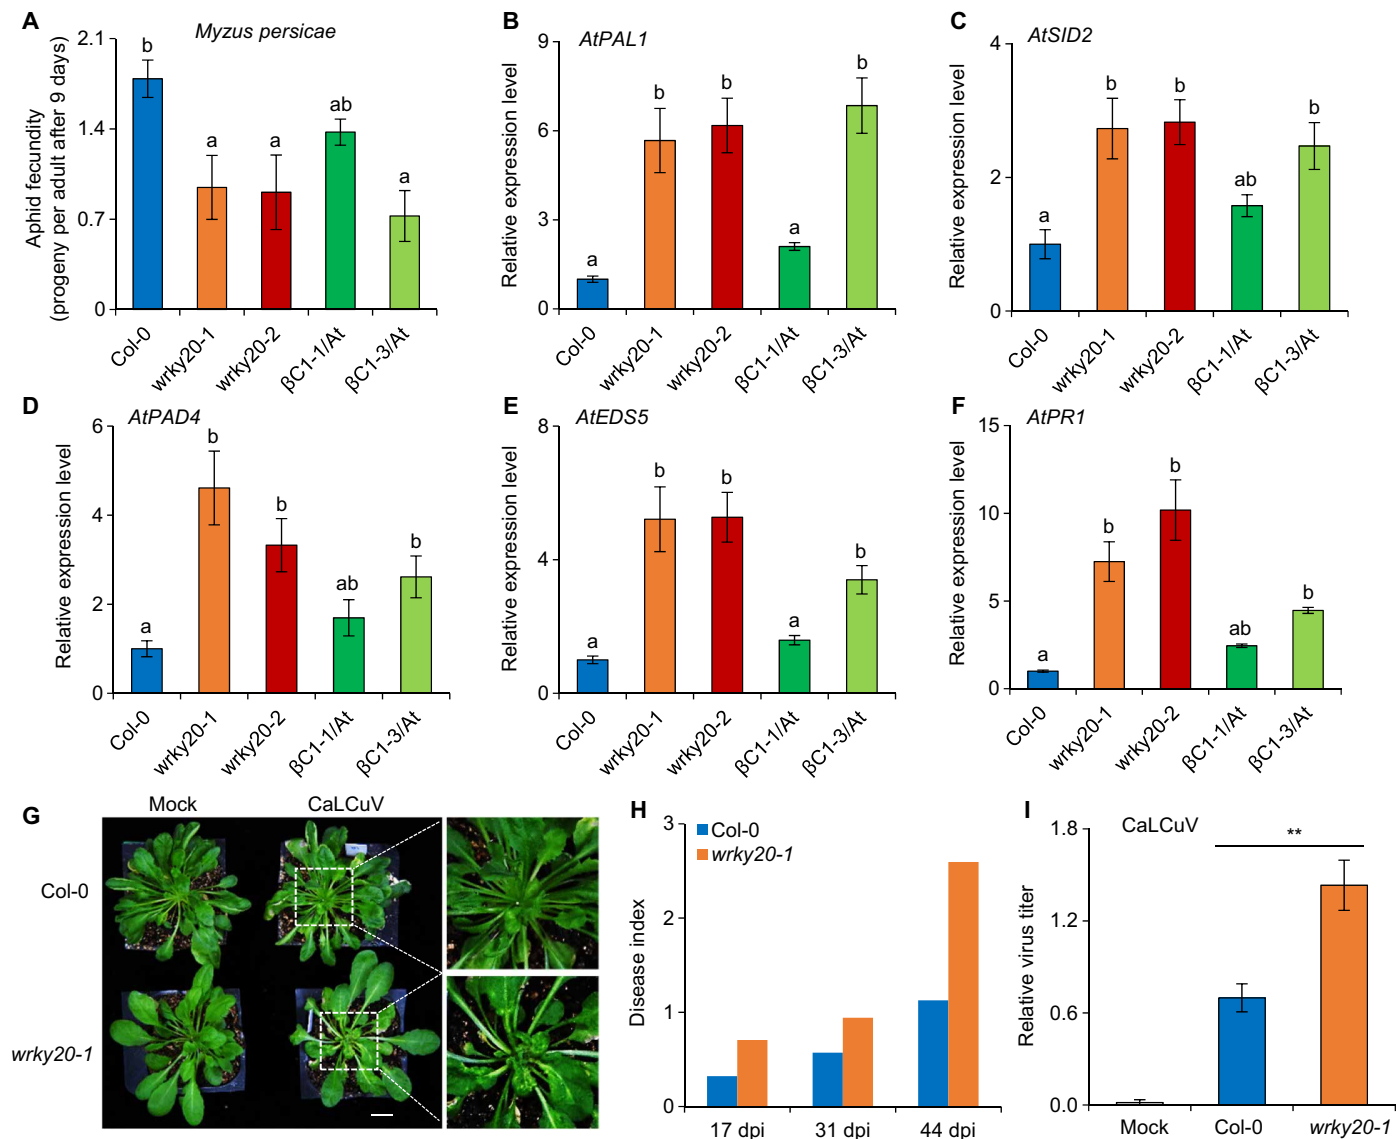 A
Myzus persicae
Aphid fecundity
(progeny per adult after 9 days)
2.1
1.4
0.7
0
b
a
a
ab
a
Col-0
wrky20-1
wrky20-2
βC1-1/At
βC1-3/At
B
AtPAL1
Relative expression level
9
6
3
0
a
b
b
a
b
Col-0
wrky20-1
wrky20-2
βC1-1/At
βC1-3/At
C
AtSID2
Relative expression level
4
2
0
a
b
b
ab
b
Col-0
wrky20-1
wrky20-2
βC1-1/At
βC1-3/At
D
AtPAD4
Relative expression level
6
4
2
0
a
b
b
ab
b
Col-0
wrky20-1
wrky20-2
βC1-1/At
βC1-3/At
E
AtEDS5
Relative expression level
8
4
0
a
b
b
a
b
Col-0
wrky20-1
wrky20-2
βC1-1/At
βC1-3/At
F
AtPR1
Relative expression level
15
10
5
0
a
b
b
ab
b
Col-0
wrky20-1
wrky20-2
βC1-1/At
βC1-3/At
G
Mock
CaLCuV
Col-0
wrky20-1
H
Disease index
3
2
1
0
Col-0
wrky20-1
17 dpi
31 dpi
44 dpi
I
CaLCuV
Relative virus titer
1.8
1.2
0.6
0.0
**
Mock
Col-0
wrky20-1